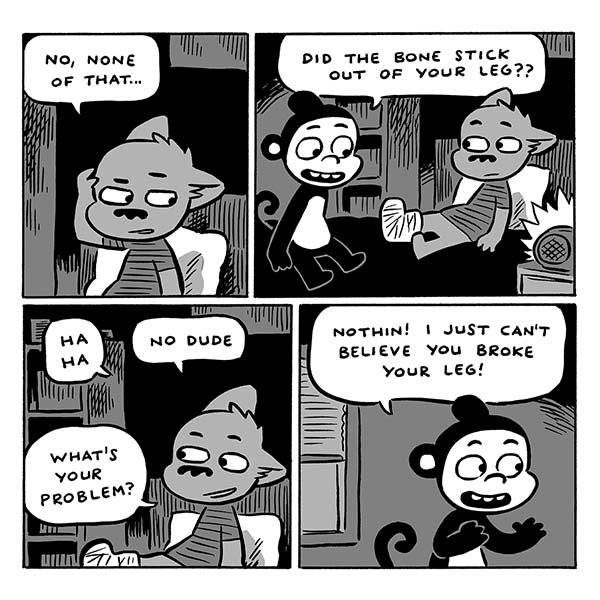 NO, NONE
OF THAT...
DID THE BONE STICK
OUT OF YOUR LEG??
HA
HA
NO DUDE
WHAT'S
YOUR
PROBLEM?
NOTHIN! I JUST CAN'T
BELIEVE YOU BROKE
YOUR LEG!